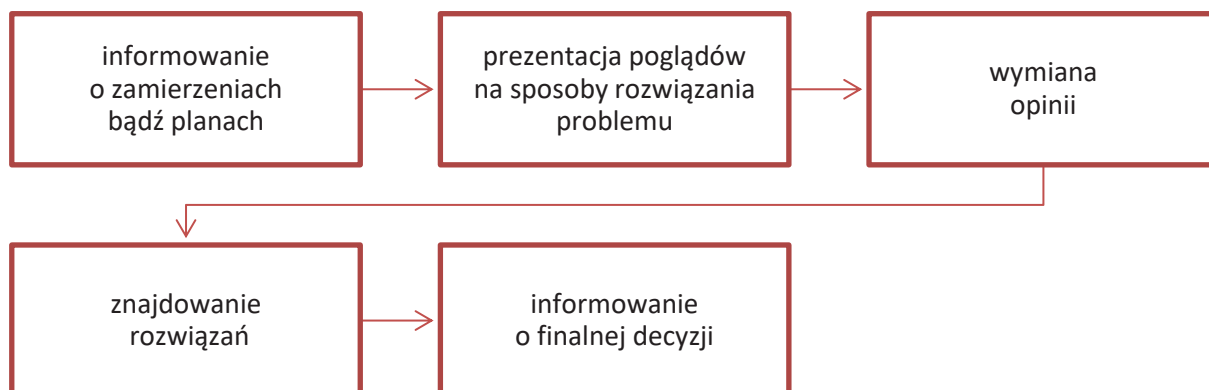 informowanie
o zamierzeniach
bądź planach
prezentacja poglądów
na sposoby rozwiązania
problemu
wymiana
opinii
znajdowanie
rozwiązań
informowanie
o finalnej decyzji